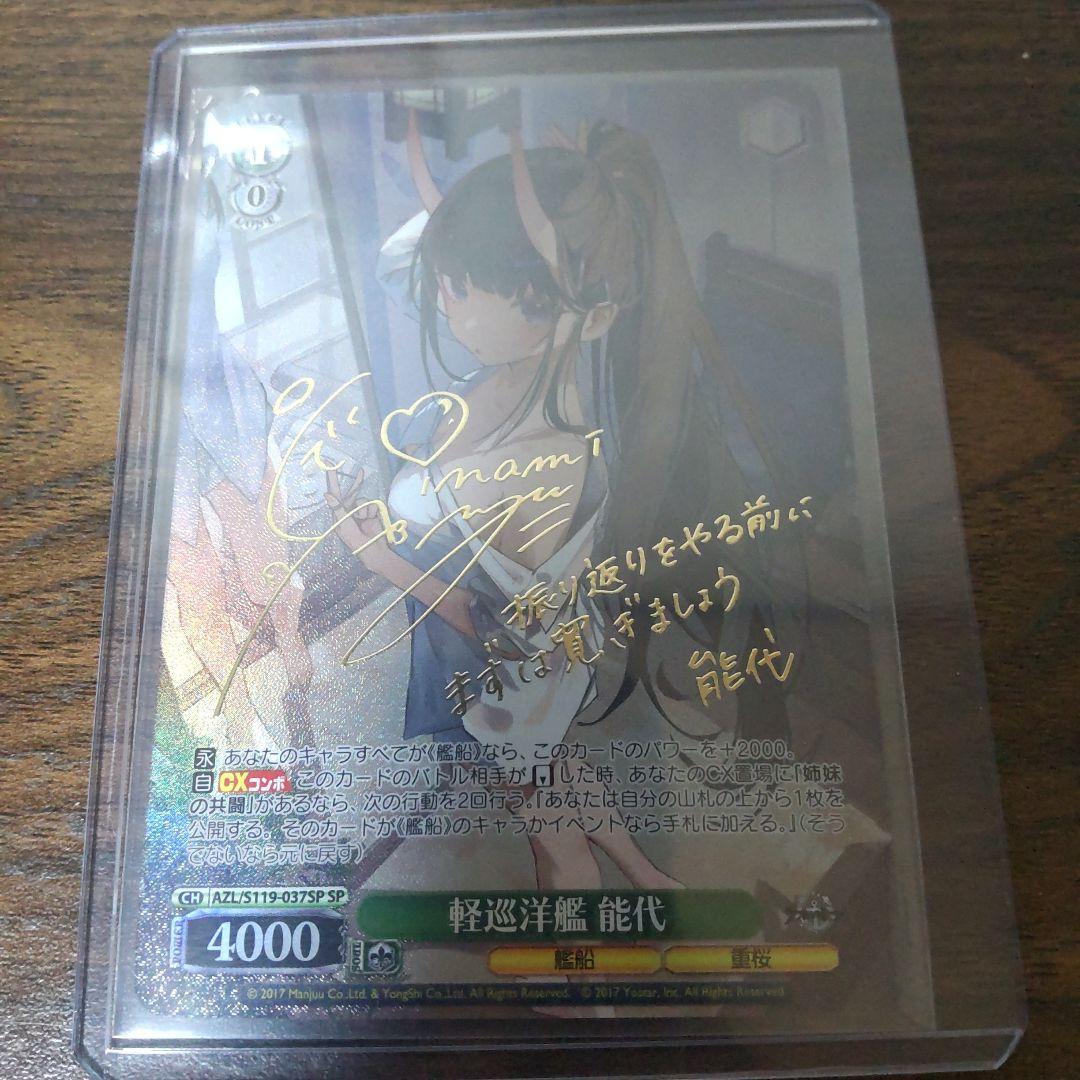 1
0
COST
inami
振り返りをやる前に
まずは寛ぎましょう
能代
永 あなたのキャラすべてが《艦船》なら、このカードのパワーを+2000。
自 CXコンボ このカードのバトル相手が した時、あなたのCX置場に「姉妹
の共闘」があるなら、次の行動を2回行う。『あなたは自分の山札の上から1枚を
公開する。そのカードが《艦船》のキャラかイベントなら手札に加える。』(そう
でないなら元に戻す)
CH AZL/S119-037SP SP
軽巡洋艦 能代
POWER 4000 SOUL
艦船 重桜
© 2017 Manjuu Co.,Ltd. & YongShi Co.,Ltd. All Rights Reserved. © 2017 Yostar, Inc. All Rights Reserved.